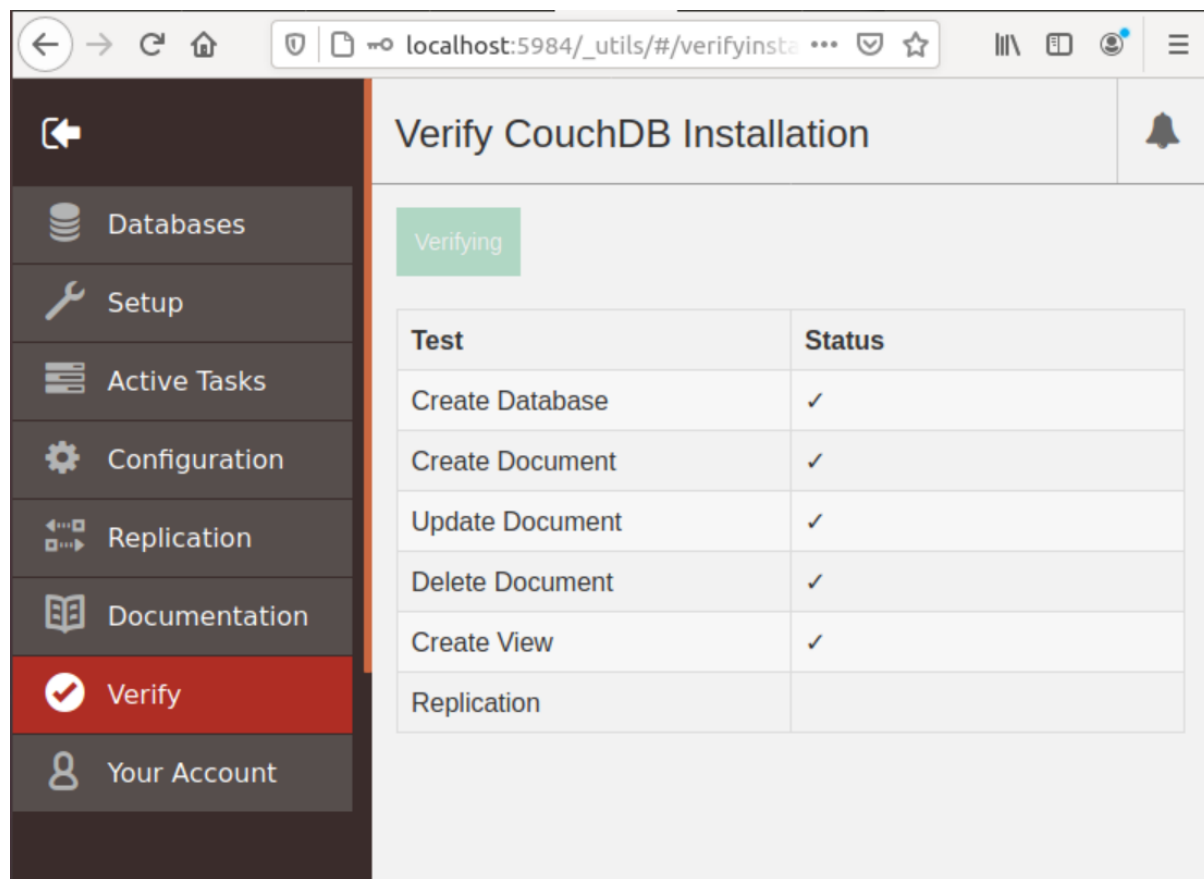 localhost:5984/_utils/#/verifyinsta
Verify CouchDB Installation
Databases
Setup
Active Tasks
Configuration
Replication
Documentation
Verify
Your Account
Verifying
Test Status
Create Database ✓
Create Document ✓
Update Document ✓
Delete Document ✓
Create View ✓
Replication